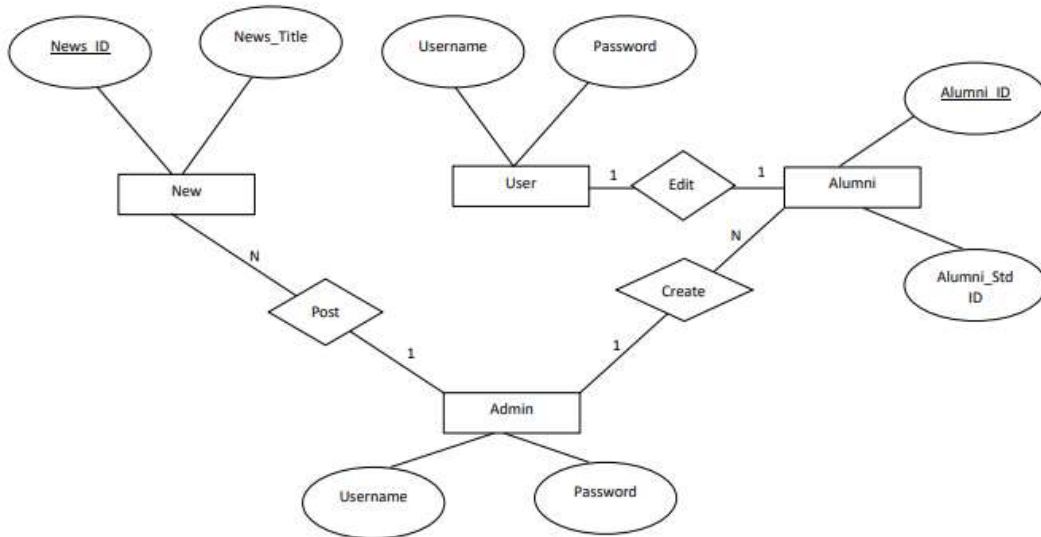 News_ID
News_Title
Username
Password
Alumni_ID
New
User
1
Edit
1
Alumni
N
N
Alumni_Std
ID
Post
Create
1
1
Admin
Username
Password